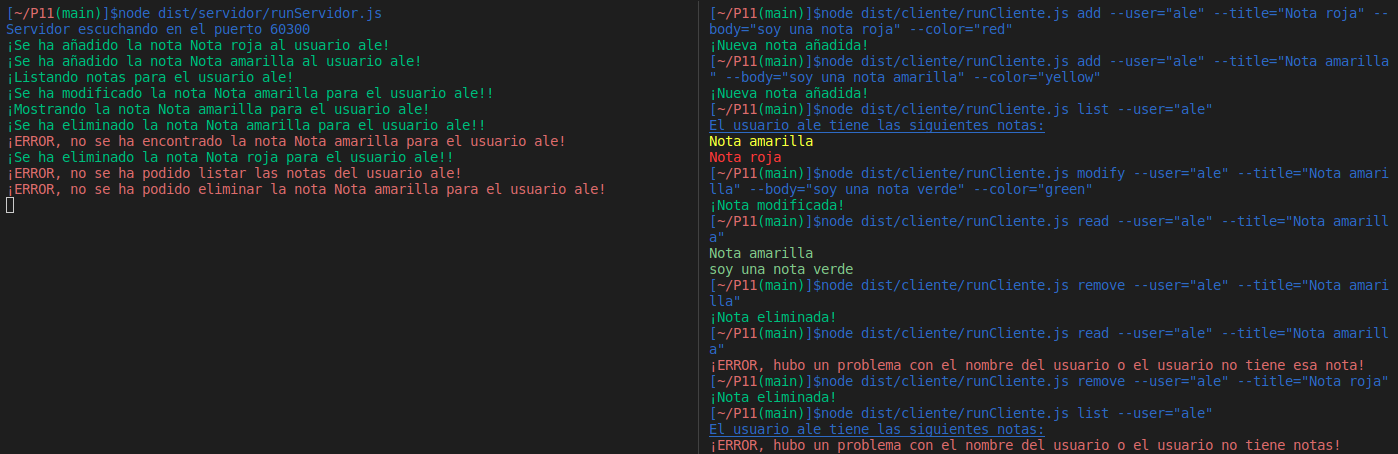 [~/P11(main)]$node dist/servidor/runServidor.js
Servidor escuchando en el puerto 60300
¡Se ha añadido la nota Nota roja al usuario ale!
¡Se ha añadido la nota Nota amarilla al usuario ale!
¡Listando notas para el usuario ale!
¡Se ha modificado la nota Nota amarilla para el usuario ale!!
¡Mostrando la nota Nota amarilla para el usuario ale!
¡Se ha eliminado la nota Nota amarilla para el usuario ale!!
¡ERROR, no se ha encontrado la nota Nota amarilla para el usuario ale!
¡Se ha eliminado la nota Nota roja para el usuario ale!!
¡ERROR, no se ha podido listar las notas del usuario ale!
¡ERROR, no se ha podido eliminar la nota Nota amarilla para el usuario ale!
[~/P11(main)]$node dist/cliente/runCliente.js add --user="ale" --title="Nota roja" --
body="soy una nota roja" --color="red"
¡Nueva nota añadida!
[~/P11(main)]$node dist/cliente/runCliente.js add --user="ale" --title="Nota amarilla
" --body="soy una nota amarilla" --color="yellow"
¡Nueva nota añadida!
[~/P11(main)]$node dist/cliente/runCliente.js list --user="ale"
El usuario ale tiene las siguientes notas:
Nota amarilla
Nota roja
[~/P11(main)]$node dist/cliente/runCliente.js modify --user="ale" --title="Nota amari
lla" --body="soy una nota verde" --color="green"
¡Nota modificada!
[~/P11(main)]$node dist/cliente/runCliente.js read --user="ale" --title="Nota amarill
a"
Nota amarilla
soy una nota verde
[~/P11(main)]$node dist/cliente/runCliente.js remove --user="ale" --title="Nota amari
lla"
¡Nota eliminada!
[~/P11(main)]$node dist/cliente/runCliente.js read --user="ale" --title="Nota amarill
a"
¡ERROR, hubo un problema con el nombre del usuario o el usuario no tiene esa nota!
[~/P11(main)]$node dist/cliente/runCliente.js remove --user="ale" --title="Nota roja"
¡Nota eliminada!
[~/P11(main)]$node dist/cliente/runCliente.js list --user="ale"
El usuario ale tiene las siguientes notas:
¡ERROR, hubo un problema con el nombre del usuario o el usuario no tiene notas!